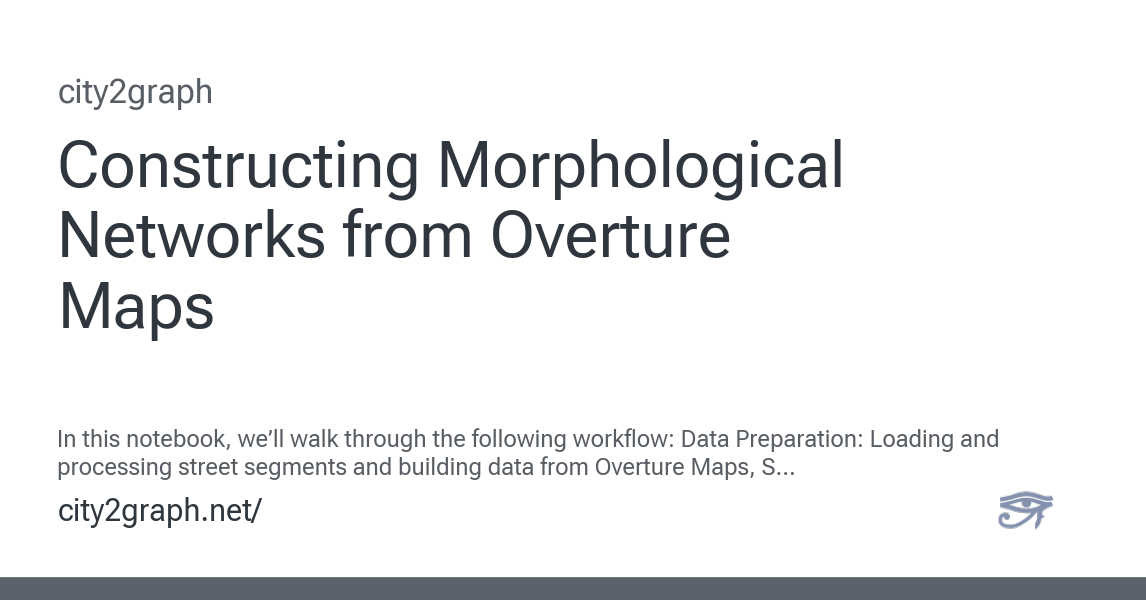 city2graph
Constructing Morphological
Networks from Overture
Maps
In this notebook, we’ll walk through the following workflow: Data Preparation: Loading and
processing street segments and building data from Overture Maps, S...
city2graph.net/